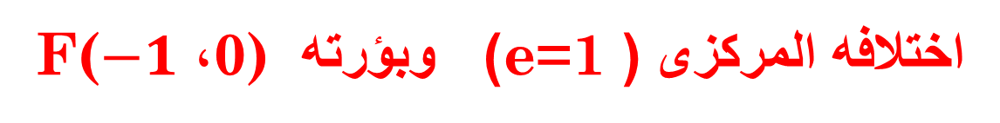 اختلافه المركزى ( e=1) وبؤرته F(−1 ،0)